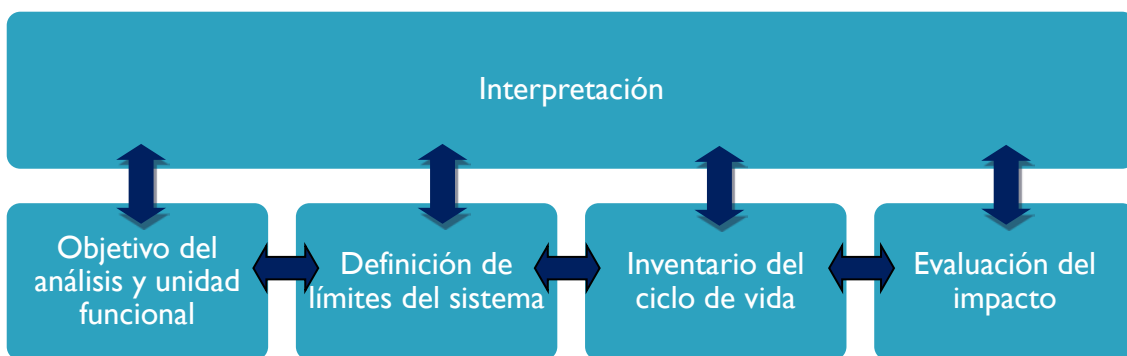 Interpretación
Objetivo del
análisis y unidad
funcional
Definición de
límites del sistema
Inventario del
ciclo de vida
Evaluación del
impacto